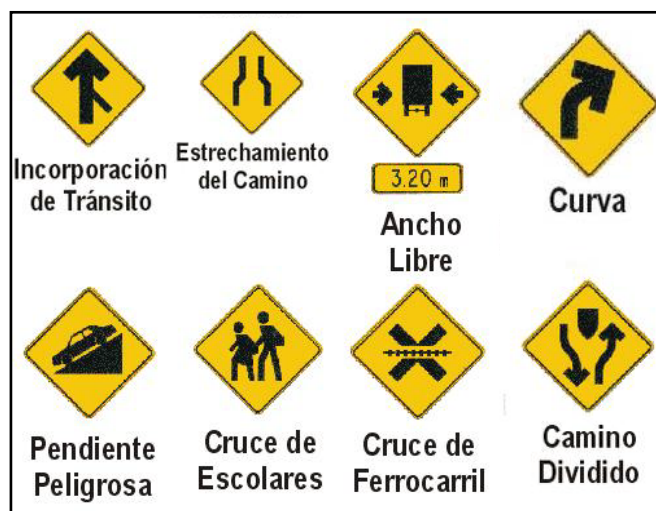 Incorporación
de Tránsito
Estrechamiento
del Camino
3.20 m
Ancho
Libre
Curva
Pendiente
Peligrosa
Cruce de
Escolares
Cruce de
Ferrocarril
Camino
Dividido